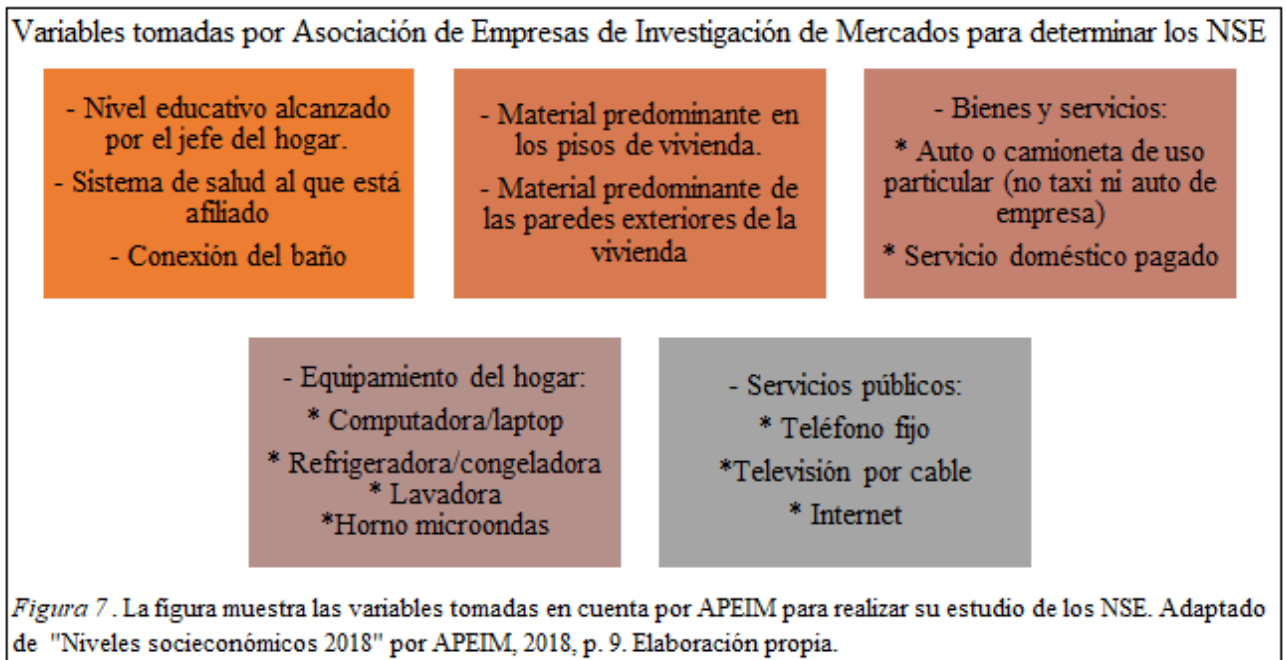 Variables tomadas por Asociación de Empresas de Investigación de Mercados para determinar los NSE
- Nivel educativo alcanzado
por el jefe del hogar.
- Sistema de salud al que está
afiliado
- Conexión del baño
- Material predominante en
los pisos de vivienda.
- Material predominante de
las paredes exteriores de la
vivienda
- Bienes y servicios:
* Auto o camioneta de uso
particular (no taxi ni auto de
empresa)
* Servicio doméstico pagado
- Equipamiento del hogar:
* Computadora/laptop
* Refrigeradora/congeladora
* Lavadora
*Horno microondas
- Servicios públicos:
* Teléfono fijo
*Televisión por cable
* Internet
Figura 7. La figura muestra las variables tomadas en cuenta por APEIM para realizar su estudio de los NSE. Adaptado
de "Niveles socieconómicos 2018" por APEIM, 2018, p. 9. Elaboración propia.